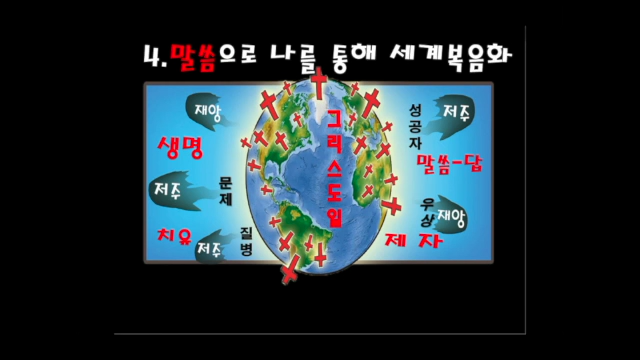 4.말씀으로 나를 통해 세계복음화
재앙
생명
저주
문제
치유
저주
질병
그리스도일
성공자
저주
말씀-답
우상
재앙
제 자